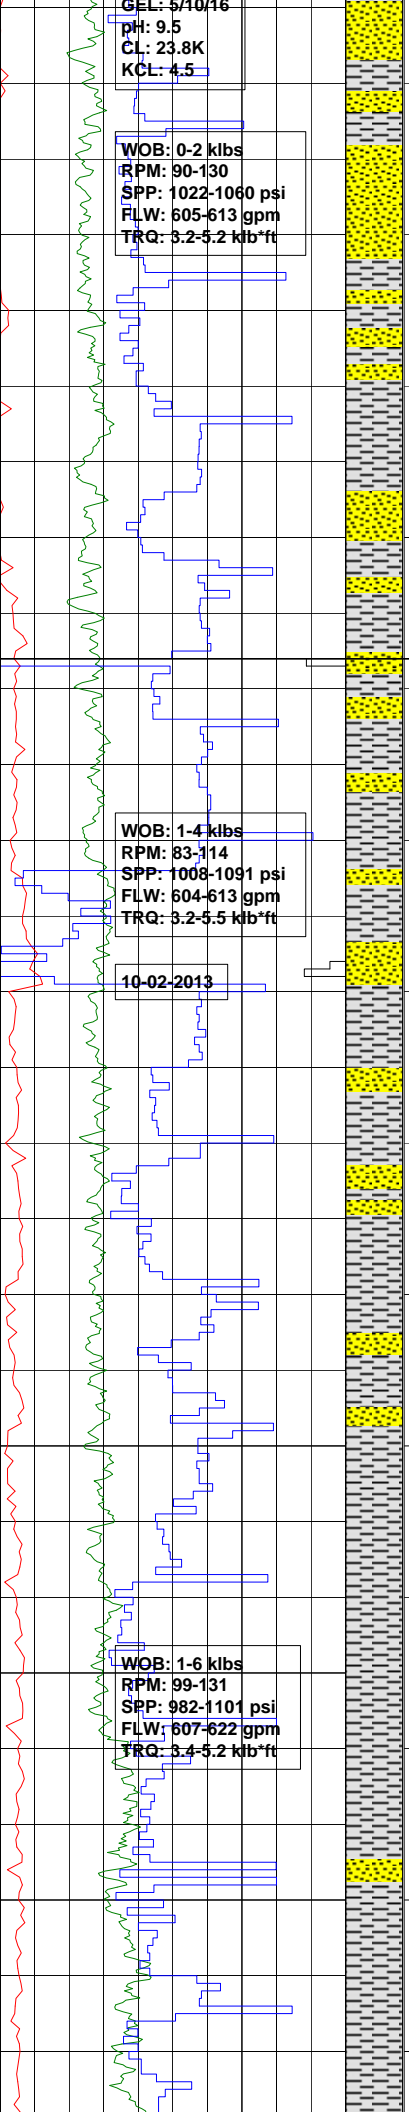 GEL: 5/10/16
pH: 9.5
CL: 23.8K
KCL: 4.5
WOB: 0-2 klbs
RPM: 90-130
SPP: 1022-1060 psi
FLW: 605-613 gpm
TRQ: 3.2-5.2 klb*ft
WOB: 1-4 klbs
RPM: 83-114
SPP: 1008-1091 psi
FLW: 604-613 gpm
TRQ: 3.2-5.5 klb*ft
10-02-2013
WOB: 1-6 klbs
RPM: 99-131
SPP: 982-1101 psi
FLW: 607-622 gpm
TRQ: 3.4-5.2 klb*ft